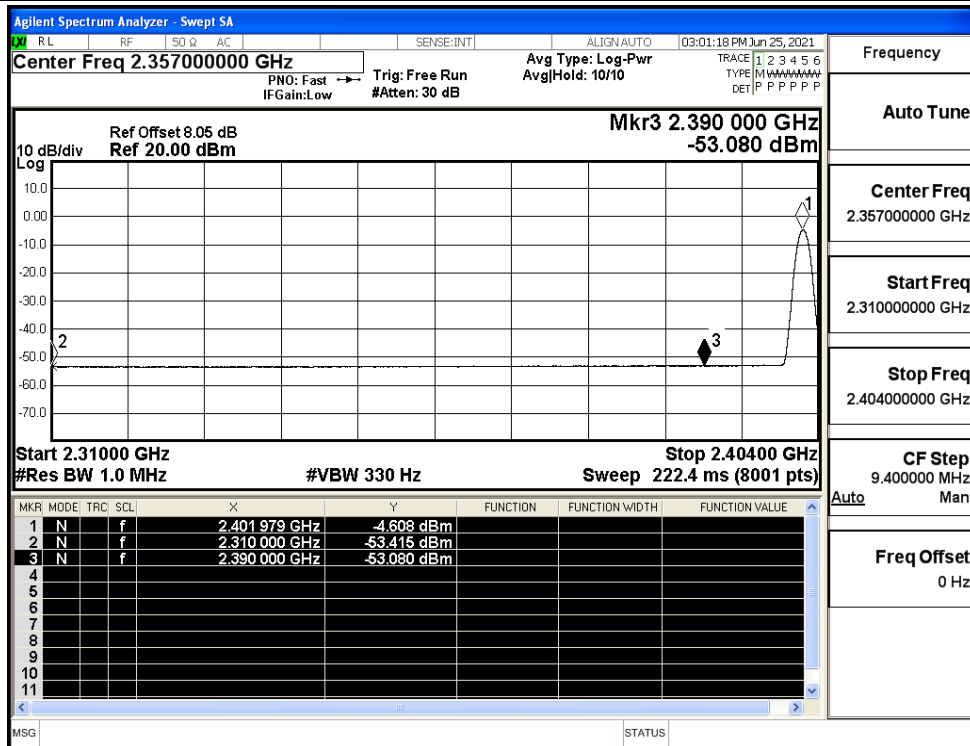 Agilent Spectrum Analyzer - Swept SA
LXI RL RF 50 Ω AC SENSE:INT ALIGN AUTO 03:01:18 PM Jun 25, 2021
Center Freq 2.357000000 GHz
PNO: Fast
IFGain:Low
Trig: Free Run
#Atten: 30 dB
Avg Type: Log-Pwr
Avg|Hold: 10/10
TRACE 1 2 3 4 5 6
TYPE M WWWWW
DET P P P P P P
Ref Offset 8.05 dB
10 dB/div Ref 20.00 dBm
Log
Mkr3 2.390 000 GHz
-53.080 dBm
10.0
0.00
-10.0
-20.0
-30.0
-40.0
-50.0
-60.0
-70.0
1
2
3
Start 2.31000 GHz Stop 2.40400 GHz
#Res BW 1.0 MHz #VBW 330 Hz Sweep 222.4 ms (8001 pts)
MKR MODE TRC SCL X Y FUNCTION FUNCTION WIDTH FUNCTION VALUE
1 N f 2.401 979 GHz -4.608 dBm
2 N f 2.310 000 GHz -53.415 dBm
3 N f 2.390 000 GHz -53.080 dBm
4
5
6
7
8
9
10
11
MSG STATUS
Frequency
Auto Tune
Center Freq
2.357000000 GHz
Start Freq
2.310000000 GHz
Stop Freq
2.404000000 GHz
CF Step
9.400000 MHz
Auto Man
Freq Offset
0 Hz